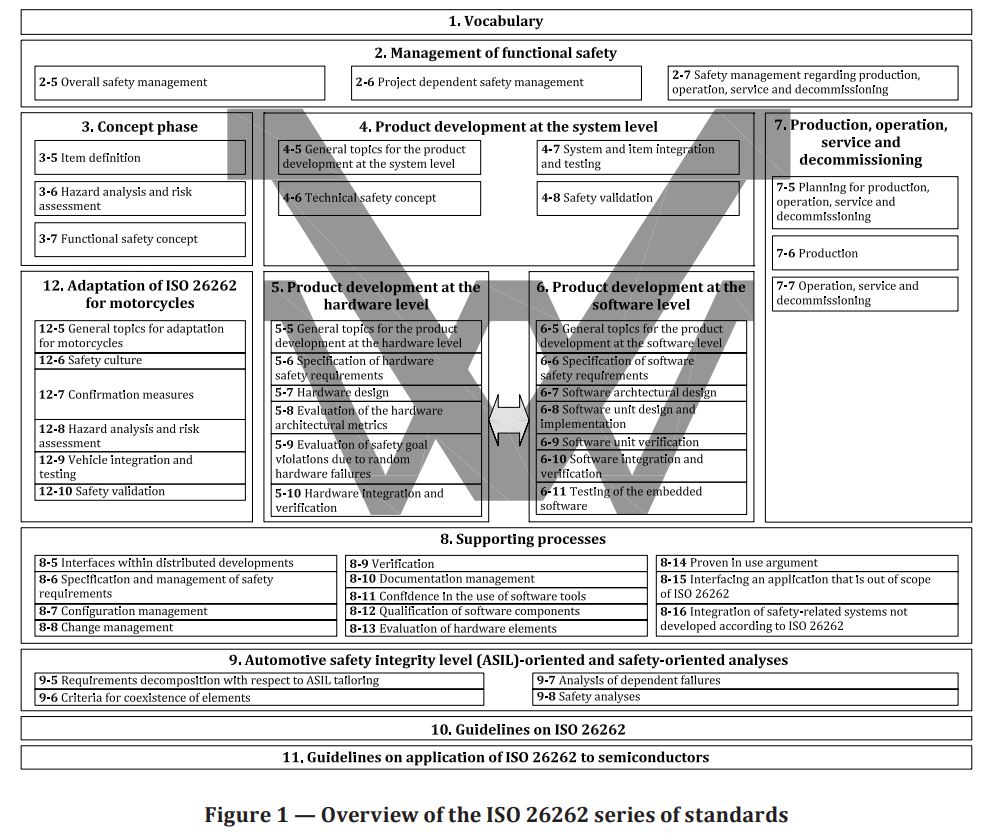 1. Vocabulary
2. Management of functional safety
2-5 Overall safety management
2-6 Project dependent safety management
2-7 Safety management regarding production,
operation, service and decommissioning
3. Concept phase
3-5 Item definition
3-6 Hazard analysis and risk
assessment
3-7 Functional safety concept
4. Product development at the system level
4-5 General topics for the product
development at the system level
4-6 Technical safety concept
4-7 System and item integration
and testing
4-8 Safety validation
7. Production, operation,
service and
decommissioning
7-5 Planning for production,
operation, service and
decommissioning
7-6 Production
7-7 Operation, service and
decommissioning
12. Adaptation of ISO 26262
for motorcycles
12-5 General topics for adaptation
for motorcycles
12-6 Safety culture
12-7 Confirmation measures
12-8 Hazard analysis and risk
assessment
12-9 Vehicle integration and
testing
12-10 Safety validation
5. Product development at the
hardware level
5-5 General topics for the product
development at the hardware level
5-6 Specification of hardware
safety requirements
5-7 Hardware design
5-8 Evaluation of the hardware
architectural metrics
5-9 Evaluation of safety goal
violations due to random
hardware failures
5-10 Hardware integration and
verification
6. Product development at the
software level
6-5 General topics for the product
development at the software level
6-6 Specification of software
safety requirements
6-7 Software archtectural design
6-8 Software unit design and
implementation
6-9 Software unit verification
6-10 Software integration and
verification
6-11 Testing of the embedded
software
8. Supporting processes
8-5 Interfaces within distributed developments
8-6 Specification and management of safety
requirements
8-7 Configuration management
8-8 Change management
8-9 Verification
8-10 Documentation management
8-11 Confidence in the use of software tools
8-12 Qualification of software components
8-13 Evaluation of hardware elements
8-14 Proven in use argument
8-15 Interfacing an application that is out of scope
of ISO 26262
8-16 Integration of safety-related systems not
developed according to ISO 26262
9. Automotive safety integrity level (ASIL)-oriented and safety-oriented analyses
9-5 Requirements decomposition with respect to ASIL tailoring
9-6 Criteria for coexistence of elements
9-7 Analysis of dependent failures
9-8 Safety analyses
10. Guidelines on ISO 26262
11. Guidelines on application of ISO 26262 to semiconductors
Figure 1 — Overview of the ISO 26262 series of standards